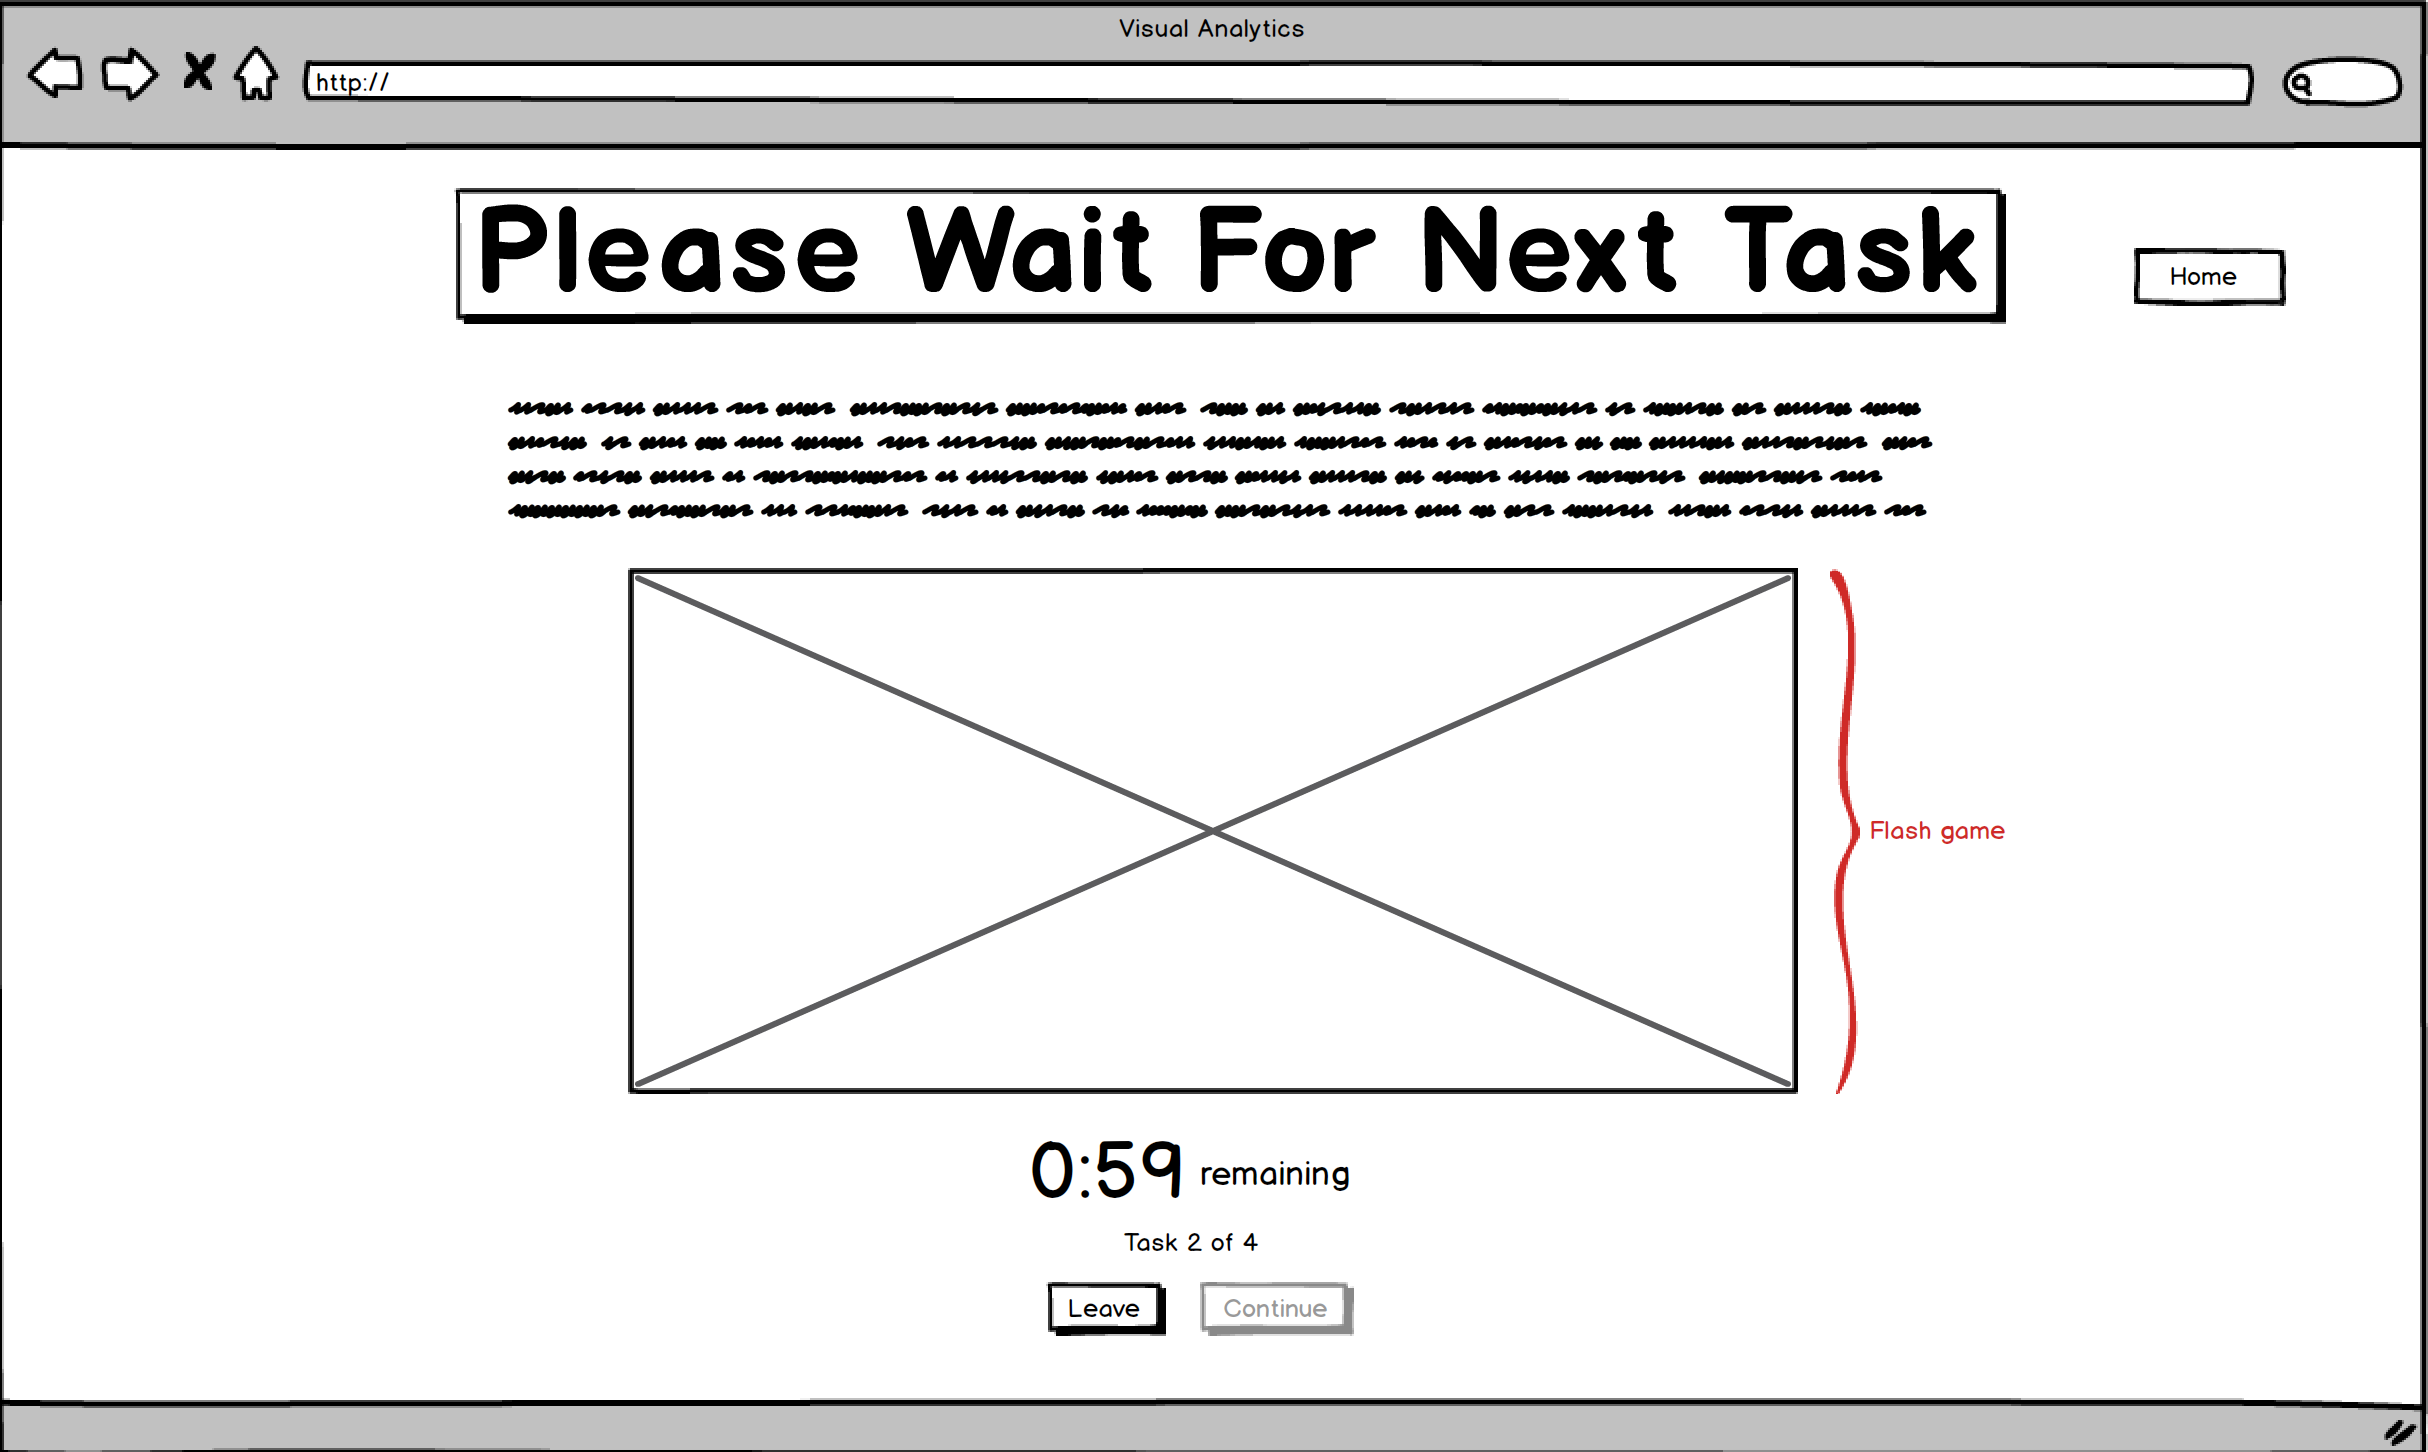 Visual Analytics
http://
Please Wait For Next Task
Home
Flash game
0:59 remaining
Task 2 of 4
Leave
Continue